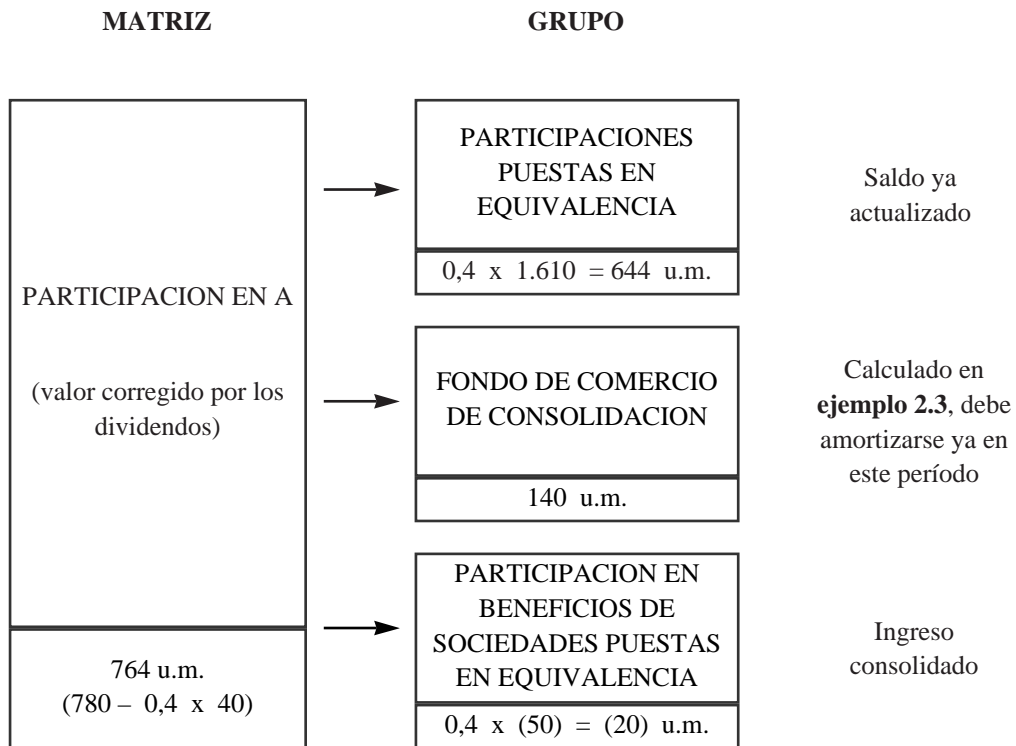 MATRIZ
GRUPO
PARTICIPACION EN A
(valor corregido por los
dividendos)
764 u.m.
(780 – 0,4 x 40)
PARTICIPACIONES
PUESTAS EN
EQUIVALENCIA
0,4 x 1.610 = 644 u.m.
Saldo ya
actualizado
FONDO DE COMERCIO
DE CONSOLIDACION
140 u.m.
Calculado en
ejemplo 2.3, debe
amortizarse ya en
este período
PARTICIPACION EN
BENEFICIOS DE
SOCIEDADES PUESTAS
EN EQUIVALENCIA
0,4 x (50) = (20) u.m.
Ingreso
consolidado